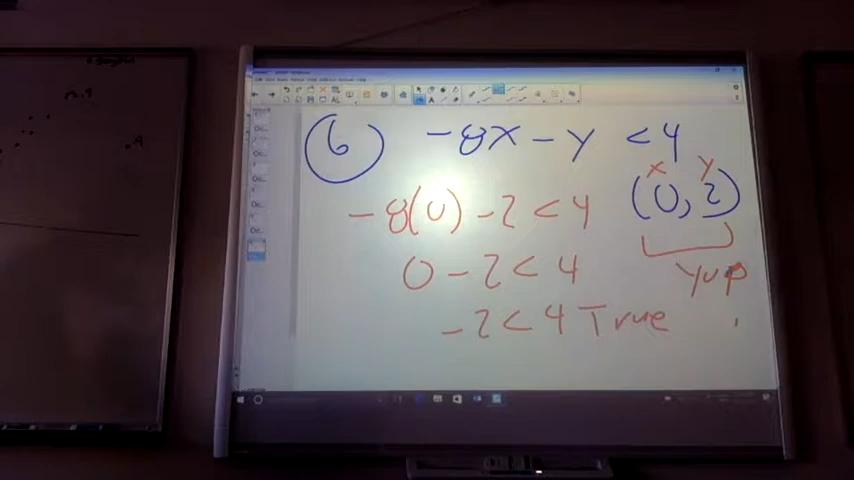 6 -8x - y < 4
x y
-8(0) - 2 < 4 (0, 2)
0 - 2 < 4 yup
-2 < 4 True
A